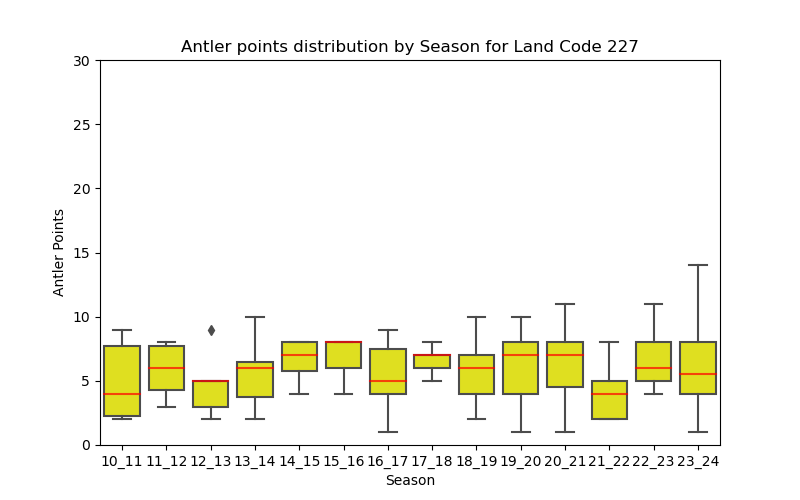 Antler points distribution by Season for Land Code 227
30
25
20
15
10
5
0
Antler Points
10_11 11_12 12_13 13_14 14_15 15_16 16_17 17_18 18_19 19_20 20_21 21_22 22_23 23_24
Season